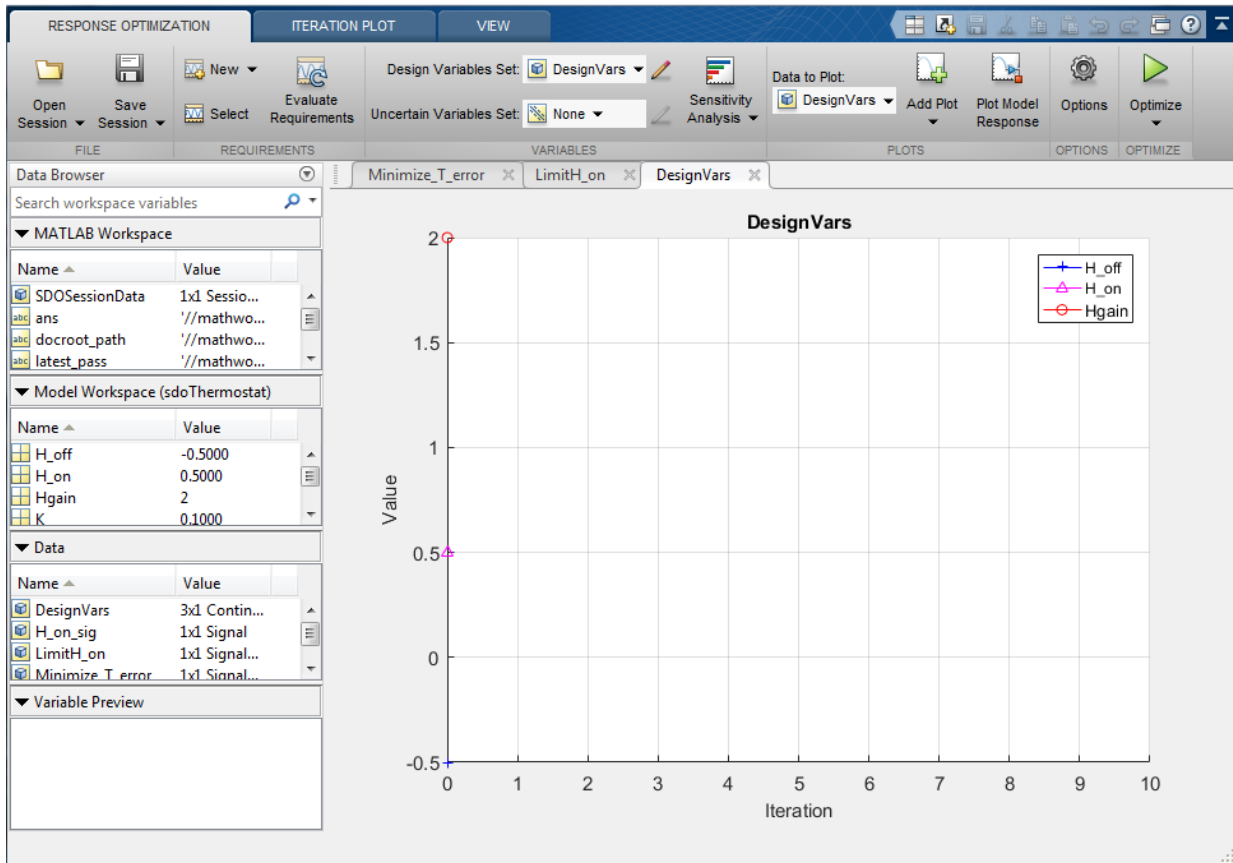 RESPONSE OPTIMIZATION
ITERATION PLOT
VIEW
Open Session
Save Session
New
Select
Evaluate Requirements
Design Variables Set:
DesignVars
Uncertain Variables Set:
None
Sensitivity Analysis
Data to Plot:
DesignVars
Add Plot
Plot Model Response
Options
Optimize
FILE
REQUIREMENTS
VARIABLES
PLOTS
OPTIONS
OPTIMIZE
Data Browser
Search workspace variables
MATLAB Workspace
Name Value
SDOSessionData 1x1 Sessio...
abc ans '//mathwo...
abc docroot_path '//mathwo...
abc latest_pass '//mathwo...
Model Workspace (sdoThermostat)
Name Value
H_off -0.5000
H_on 0.5000
Hgain 2
K 0.1000
Data
Name Value
DesignVars 3x1 Contin...
H_on_sig 1x1 Signal
LimitH_on 1x1 Signal...
Minimize_T_error 1x1 Signal...
Variable Preview
Minimize_T_error
LimitH_on
DesignVars
DesignVars
H_off
H_on
Hgain
2
1.5
1
0.5
0
-0.5
Value
0 1 2 3 4 5 6 7 8 9 10
Iteration